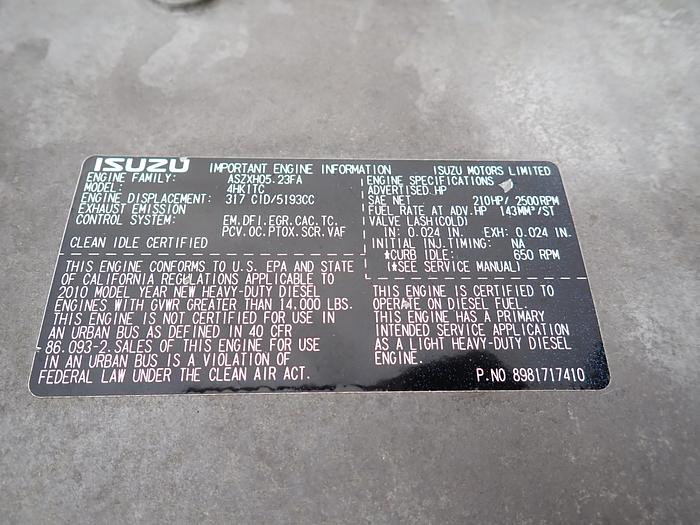 ISUZU IMPORTANT ENGINE INFORMATION ISUZU MOTORS LIMITED
ENGINE FAMILY: ASZXH05.23FA
MODEL: 4HK1TC
ENGINE DISPLACEMENT: 317 CID/5193CC
EXHAUST EMISSION
CONTROL SYSTEM: EM.DFI.EGR.CAC.TC.
PCV.OC.PTOX.SCR.VAF
CLEAN IDLE CERTIFIED
THIS ENGINE CONFORMS TO U.S. EPA AND STATE
OF CALIFORNIA REGULATIONS APPLICABLE TO
2010 MODEL YEAR NEW HEAVY-DUTY DIESEL
ENGINES WITH GVWR GREATER THAN 14.000 LBS.
THIS ENGINE IS NOT CERTIFIED FOR USE IN
AN URBAN BUS AS DEFINED IN 40 CFR
86.093-2.SALES OF THIS ENGINE FOR USE
IN AN URBAN BUS IS A VIOLATION OF
FEDERAL LAW UNDER THE CLEAN AIR ACT.
ENGINE SPECIFICATIONS
ADVERTISED.HP
SAE NET 210HP/ 2500RPM
FUEL RATE AT ADV.HP 143MM³/ST
VALVE LASH(COLD)
IN: 0.024 IN. EXH: 0.024 IN.
INITIAL INJ.TIMING: NA
*CURB IDLE: 650 RPM
(*SEE SERVICE MANUAL)
THIS ENGINE IS CERTIFIED TO
OPERATE ON DIESEL FUEL.
THIS ENGINE HAS A PRIMARY
INTENDED SERVICE APPLICATION
AS A LIGHT HEAVY-DUTY DIESEL
ENGINE.
P.NO 8981717410